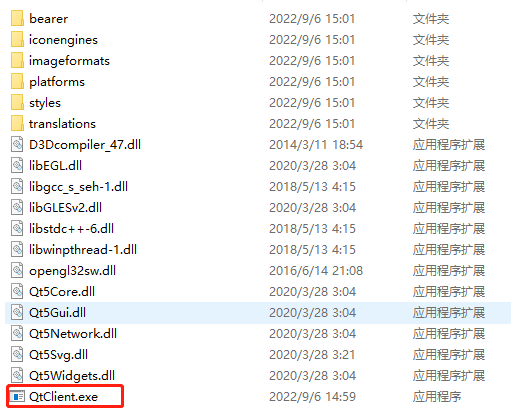 bearer 2022/9/6 15:01 文件夹
iconengines 2022/9/6 15:01 文件夹
imageformats 2022/9/6 15:01 文件夹
platforms 2022/9/6 15:01 文件夹
styles 2022/9/6 15:01 文件夹
translations 2022/9/6 15:01 文件夹
D3Dcompiler_47.dll 2014/3/11 18:54 应用程序扩展
libEGL.dll 2020/3/28 3:04 应用程序扩展
libgcc_s_seh-1.dll 2018/5/13 4:15 应用程序扩展
libGLESv2.dll 2020/3/28 3:04 应用程序扩展
libstdc++-6.dll 2018/5/13 4:15 应用程序扩展
libwinpthread-1.dll 2018/5/13 4:15 应用程序扩展
opengl32sw.dll 2016/6/14 21:08 应用程序扩展
Qt5Core.dll 2020/3/28 3:04 应用程序扩展
Qt5Gui.dll 2020/3/28 3:04 应用程序扩展
Qt5Network.dll 2020/3/28 3:04 应用程序扩展
Qt5Svg.dll 2020/3/28 3:21 应用程序扩展
Qt5Widgets.dll 2020/3/28 3:04 应用程序扩展
QtClient.exe 2022/9/6 14:59 应用程序